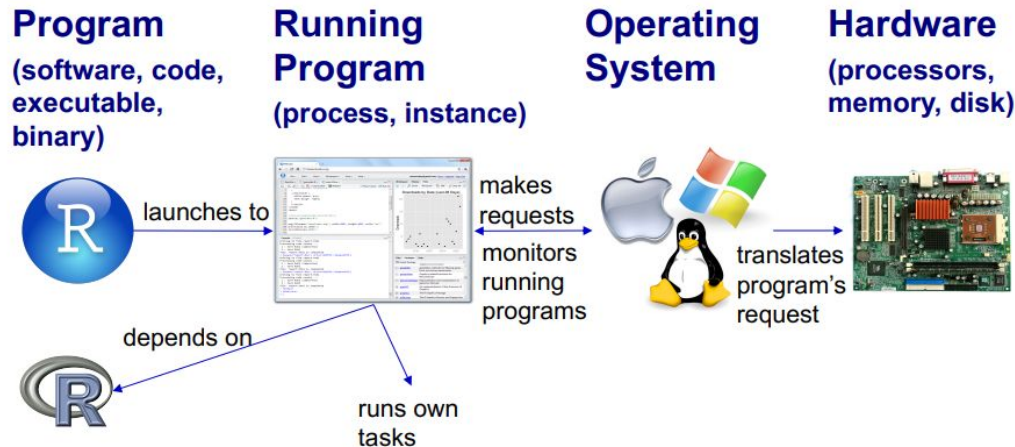 Program
(software, code,
executable,
binary)
Running
Program
(process, instance)
Operating
System
Hardware
(processors,
memory, disk)
R
launches to
makes
requests
monitors
running
programs
translates
program's
request
depends on
R
runs own
tasks